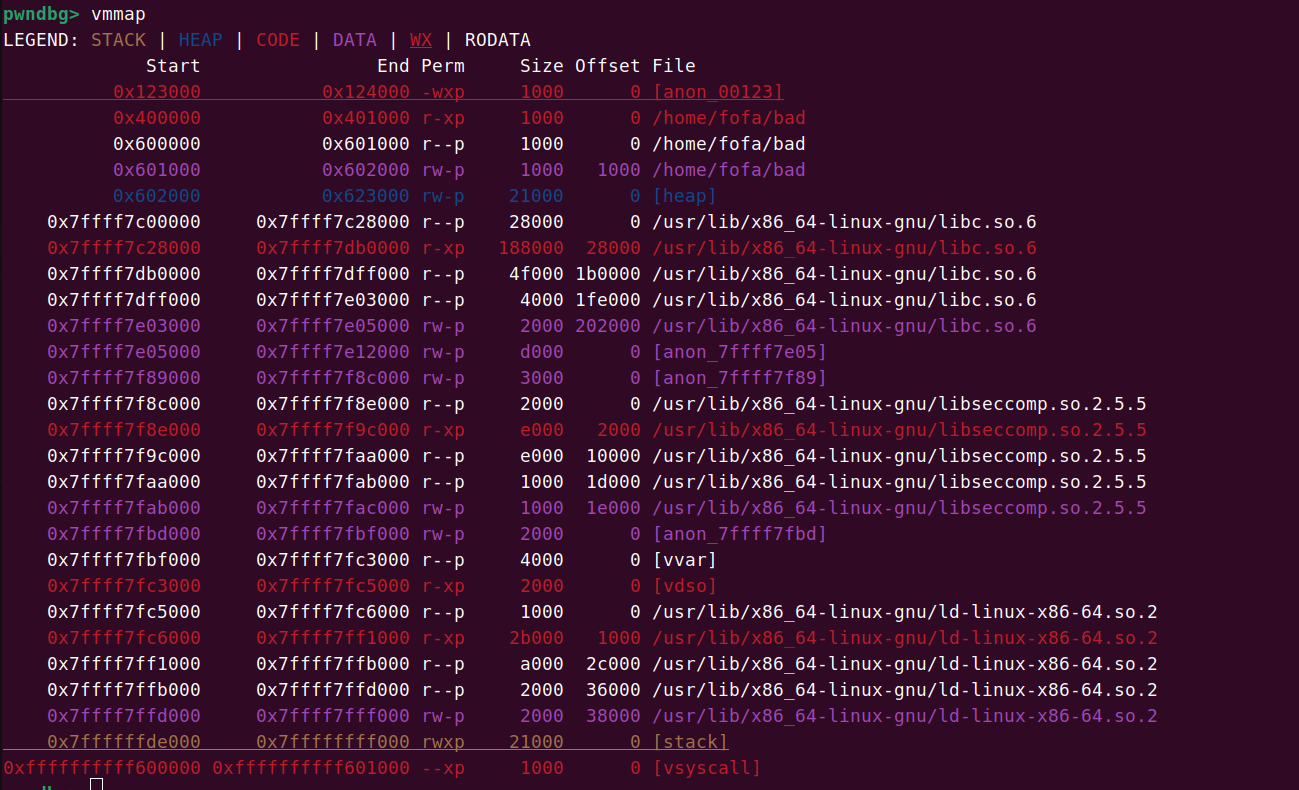 pwndbg> vmmap
LEGEND: STACK | HEAP | CODE | DATA | WX | RODATA
Start End Perm Size Offset File
0x123000 0x124000 -wxp 1000 0 [anon_00123]
0x400000 0x401000 r-xp 1000 0 /home/fofa/bad
0x600000 0x601000 r--p 1000 0 /home/fofa/bad
0x601000 0x602000 rw-p 1000 1000 /home/fofa/bad
0x602000 0x623000 rw-p 21000 0 [heap]
0x7ffff7c00000 0x7ffff7c28000 r--p 28000 0 /usr/lib/x86_64-linux-gnu/libc.so.6
0x7ffff7c28000 0x7ffff7db0000 r-xp 188000 28000 /usr/lib/x86_64-linux-gnu/libc.so.6
0x7ffff7db0000 0x7ffff7dff000 r--p 4f000 1b0000 /usr/lib/x86_64-linux-gnu/libc.so.6
0x7ffff7dff000 0x7ffff7e03000 r--p 4000 1fe000 /usr/lib/x86_64-linux-gnu/libc.so.6
0x7ffff7e03000 0x7ffff7e05000 rw-p 2000 202000 /usr/lib/x86_64-linux-gnu/libc.so.6
0x7ffff7e05000 0x7ffff7e12000 rw-p d000 0 [anon_7ffff7e05]
0x7ffff7f89000 0x7ffff7f8c000 rw-p 3000 0 [anon_7ffff7f89]
0x7ffff7f8c000 0x7ffff7f8e000 r--p 2000 0 /usr/lib/x86_64-linux-gnu/libseccomp.so.2.5.5
0x7ffff7f8e000 0x7ffff7f9c000 r-xp e000 2000 /usr/lib/x86_64-linux-gnu/libseccomp.so.2.5.5
0x7ffff7f9c000 0x7ffff7faa000 r--p e000 10000 /usr/lib/x86_64-linux-gnu/libseccomp.so.2.5.5
0x7ffff7faa000 0x7ffff7fab000 r--p 1000 1d000 /usr/lib/x86_64-linux-gnu/libseccomp.so.2.5.5
0x7ffff7fab000 0x7ffff7fac000 rw-p 1000 1e000 /usr/lib/x86_64-linux-gnu/libseccomp.so.2.5.5
0x7ffff7fbd000 0x7ffff7fbf000 rw-p 2000 0 [anon_7ffff7fbd]
0x7ffff7fbf000 0x7ffff7fc3000 r--p 4000 0 [vvar]
0x7ffff7fc3000 0x7ffff7fc5000 r-xp 2000 0 [vdso]
0x7ffff7fc5000 0x7ffff7fc6000 r--p 1000 0 /usr/lib/x86_64-linux-gnu/ld-linux-x86-64.so.2
0x7ffff7fc6000 0x7ffff7ff1000 r-xp 2b000 1000 /usr/lib/x86_64-linux-gnu/ld-linux-x86-64.so.2
0x7ffff7ff1000 0x7ffff7ffb000 r--p a000 2c000 /usr/lib/x86_64-linux-gnu/ld-linux-x86-64.so.2
0x7ffff7ffb000 0x7ffff7ffd000 r--p 2000 36000 /usr/lib/x86_64-linux-gnu/ld-linux-x86-64.so.2
0x7ffff7ffd000 0x7ffff7fff000 rw-p 2000 38000 /usr/lib/x86_64-linux-gnu/ld-linux-x86-64.so.2
0x7ffffffde000 0x7ffffffff000 rwxp 21000 0 [stack]
0xffffffffff600000 0xffffffffff601000 --xp 1000 0 [vsyscall]